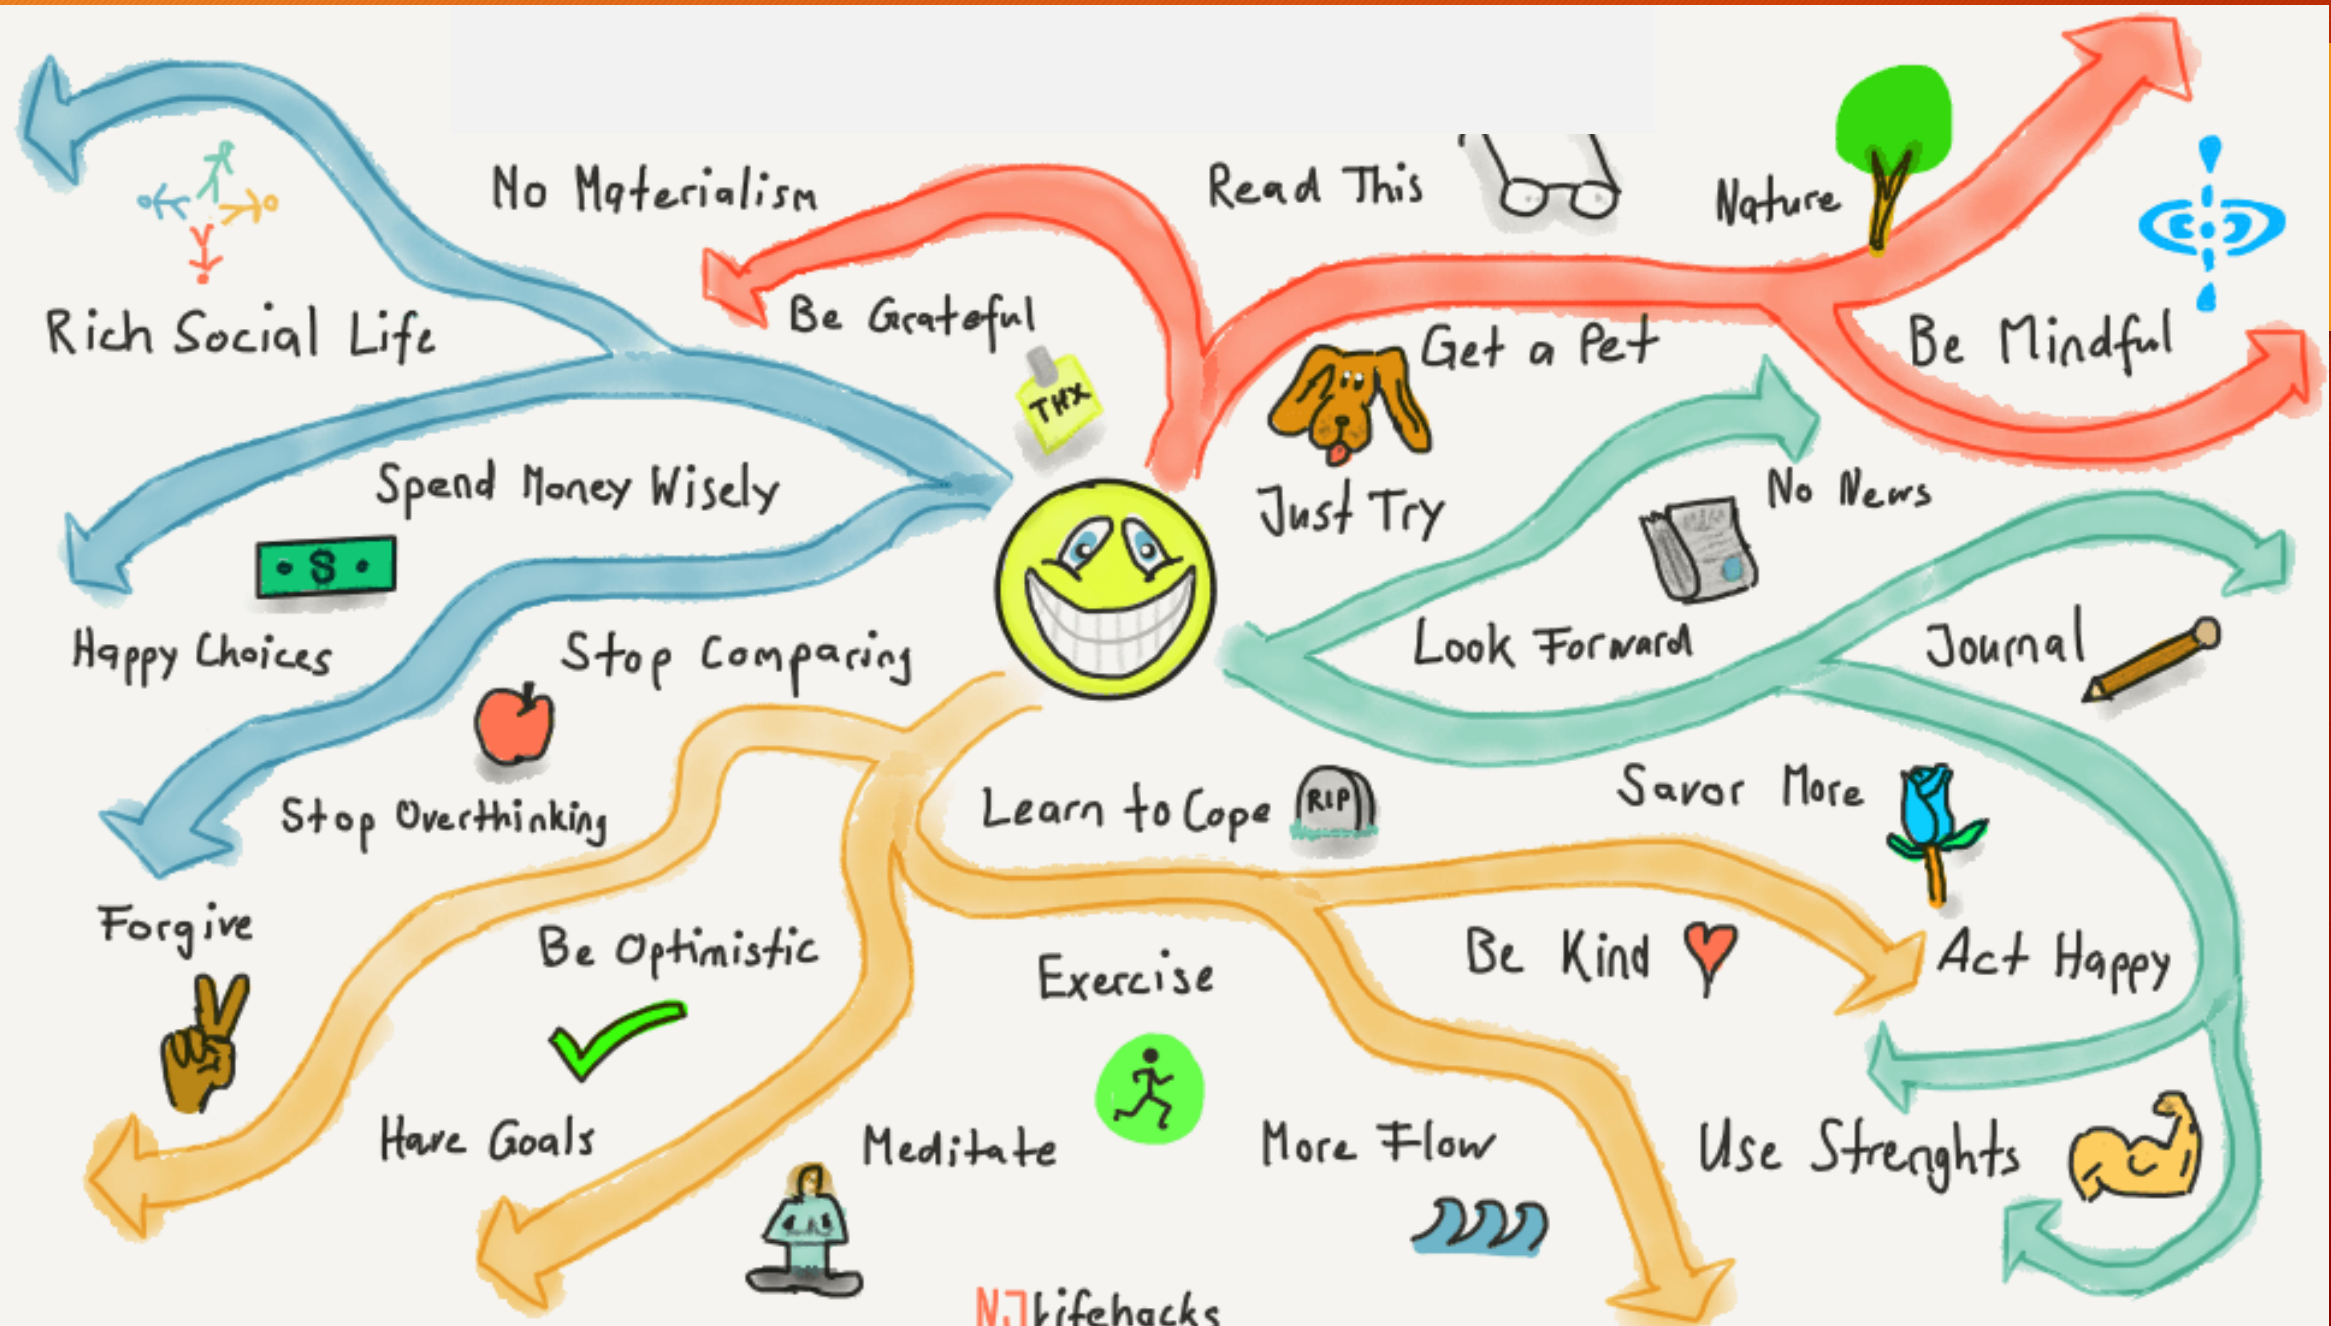 No Materialism
Read This
Nature
Rich Social Life
Be Grateful
THX
Get a Pet
Be Mindful
Spend Money Wisely
Just Try
No News
S
Happy Choices
Stop Comparing
Look Forward
Journal
Stop Overthinking
Learn to Cope
RIP
Savor More
Forgive
Be Optimistic
Exercise
Be Kind
Act Happy
Have Goals
Meditate
More Flow
Use Strenghts
NJlifehacks